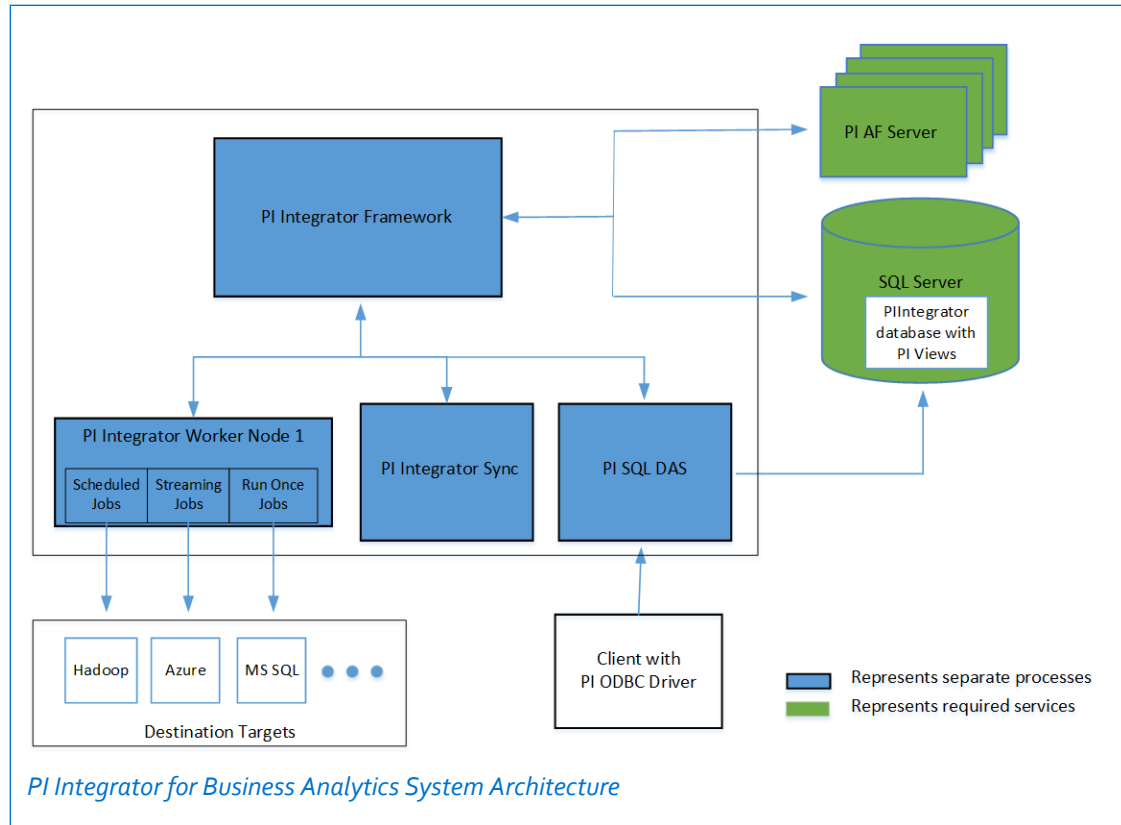 PI AF Server
PI Integrator Framework
SQL Server
PIIntegrator
database with
PI Views
PI Integrator Worker Node 1
Scheduled
Jobs
Streaming
Jobs
Run Once
Jobs
PI Integrator Sync
PI SQL DAS
Hadoop
Azure
MS SQL
Destination Targets
Client with
PI ODBC Driver
Represents separate processes
Represents required services
PI Integrator for Business Analytics System Architecture